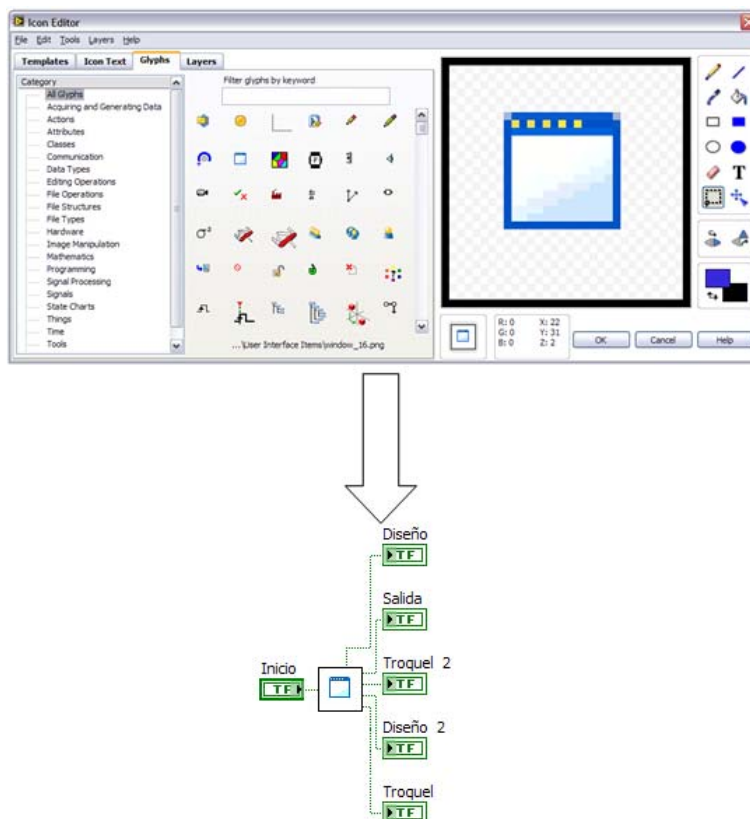 Icon Editor
File Edit Tools Layers Help
Templates Icon Text Glyphs Layers
Category
All Glyphs
Acquiring and Generating Data
Actions
Attributes
Classes
Communication
Data Types
Editing Operations
File Operations
File Structures
File Types
Hardware
Image Manipulation
Mathematics
Programming
Signal Processing
Signals
State Charts
Things
Time
Tools
Filter glyphs by keyword
...\User Interface Items\window_16.png
R: 0 X: 22
G: 0 Y: 31
B: 0 Z: 2
OK Cancel Help
Diseño
TF
Salida
TF
Inicio
TF
Troquel 2
TF
Diseño 2
TF
Troquel
TF